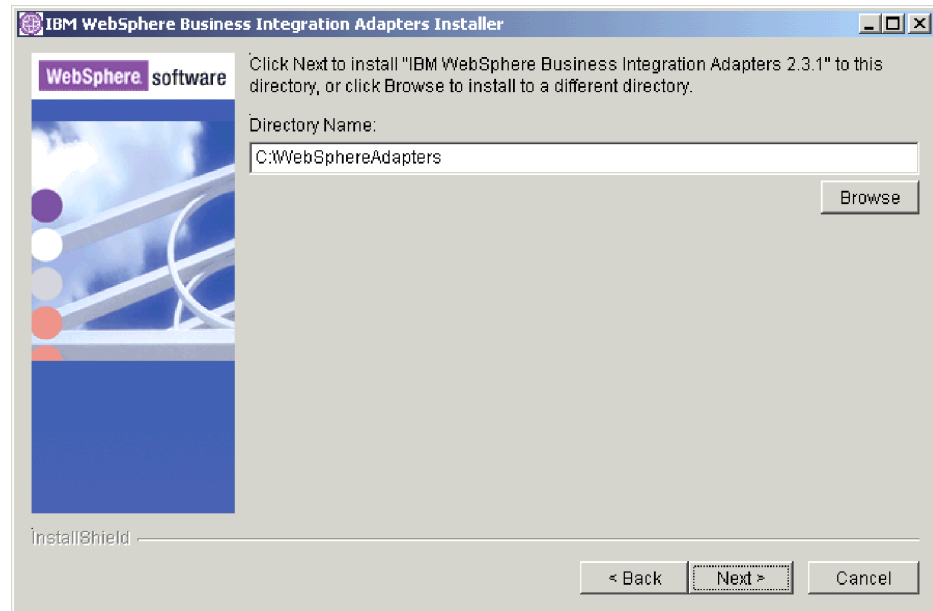 IBM WebSphere Business Integration Adapters Installer
WebSphere software
Click Next to install "IBM WebSphere Business Integration Adapters 2.3.1" to this
directory, or click Browse to install to a different directory.
Directory Name:
C:\WebSphereAdapters
Browse
InstallShield
< Back
Next >
Cancel